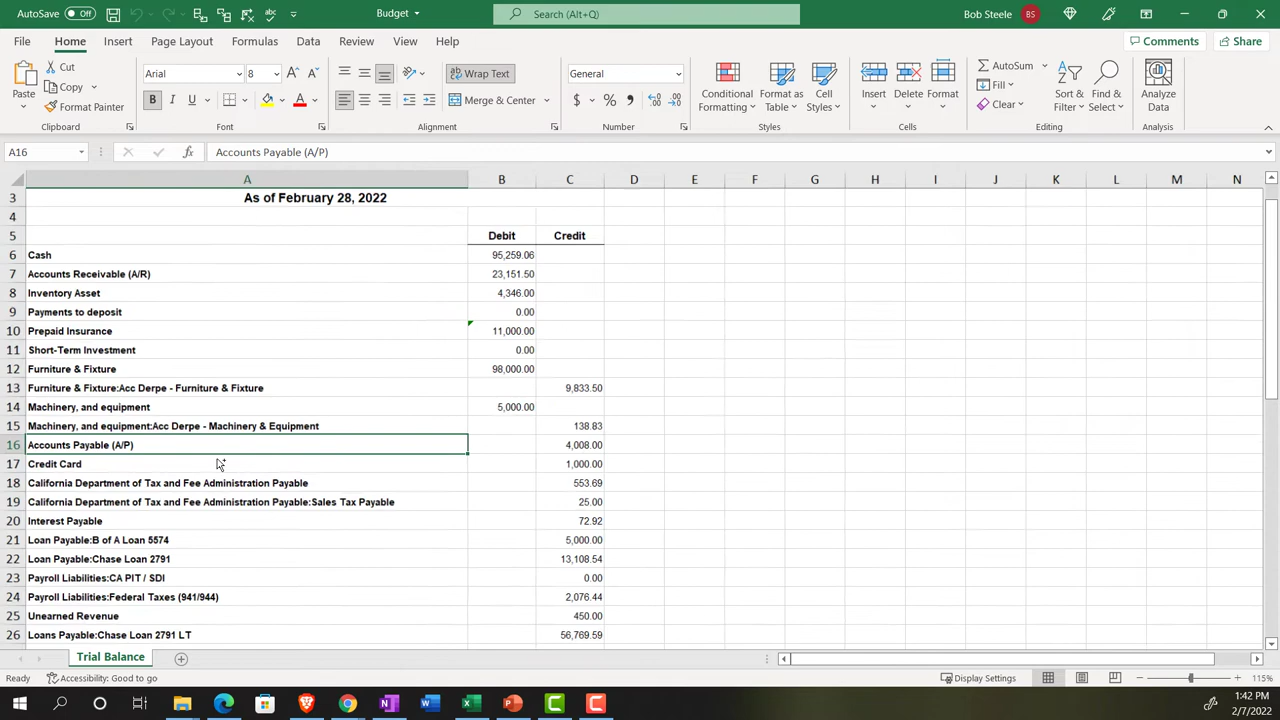 AutoSave Off Budget Search (Alt+Q) Bob Steele BS
File Home Insert Page Layout Formulas Data Review View Help Comments Share
Paste Cut Copy Format Painter Clipboard
Arial 8 B I U A Font
Wrap Text Merge & Center Alignment
General $ % Number
Conditional Formatting Format as Table Cell Styles Styles
Insert Delete Format Cells
AutoSum Fill Clear Sort & Filter Find & Select Editing
Analyze Data Analysis
A16 fx Accounts Payable (A/P)
A B C D E F G H I J K L M N
3 As of February 28, 2022
4
5 Debit Credit
6 Cash 95,259.06
7 Accounts Receivable (A/R) 23,151.50
8 Inventory Asset 4,346.00
9 Payments to deposit 0.00
10 Prepaid Insurance 11,000.00
11 Short-Term Investment 0.00
12 Furniture & Fixture 98,000.00
13 Furniture & Fixture:Acc Derpe - Furniture & Fixture 9,833.50
14 Machinery, and equipment 5,000.00
15 Machinery, and equipment:Acc Derpe - Machinery & Equipment 138.83
16 Accounts Payable (A/P) 4,008.00
17 Credit Card 1,000.00
18 California Department of Tax and Fee Administration Payable 553.69
19 California Department of Tax and Fee Administration Payable:Sales Tax Payable 25.00
20 Interest Payable 72.92
21 Loan Payable:B of A Loan 5574 5,000.00
22 Loan Payable:Chase Loan 2791 13,108.54
23 Payroll Liabilities:CA PIT / SDI 0.00
24 Payroll Liabilities:Federal Taxes (941/944) 2,076.44
25 Unearned Revenue 450.00
26 Loans Payable:Chase Loan 2791 LT 56,769.59
Trial Balance
Ready Accessibility: Good to go Display Settings 115%
1:42 PM
2/7/2022